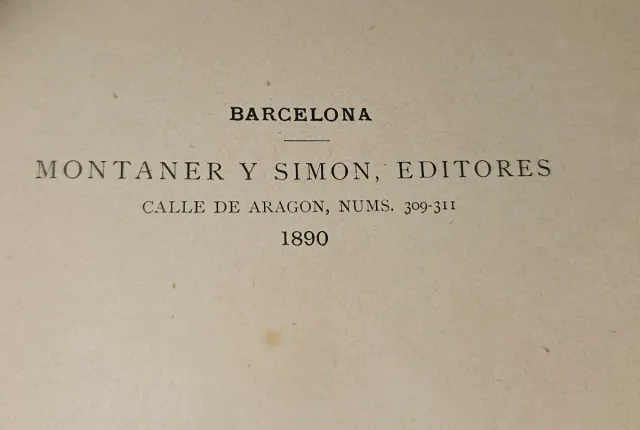 BARCELONA
MONTANER Y SIMON, EDITORES
CALLE DE ARAGON, NUMS. 309-311
1890